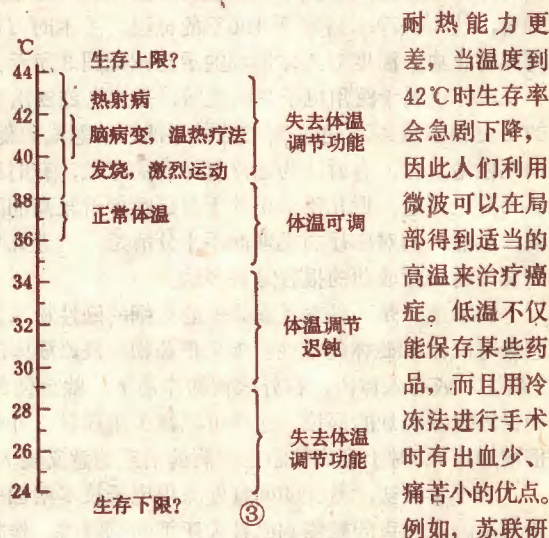 ℃
44
42
40
38
36
34
32
30
28
26
24
生存上限?
热射病
脑病变，温热疗法
发烧，激烈运动
正常体温
生存下限?
失去体温
调节功能
体温可调
体温调节
迟钝
失去体温
调节功能
③
耐热能力更
差，当温度到
42℃时生存率
会急剧下降，
因此人们利用
微波可以在局
部得到适当的
高温来治疗癌
症。低温不仅
能保存某些药
品，而且用冷
冻法进行手术
时有出血少、
痛苦小的优点。
例如，苏联研